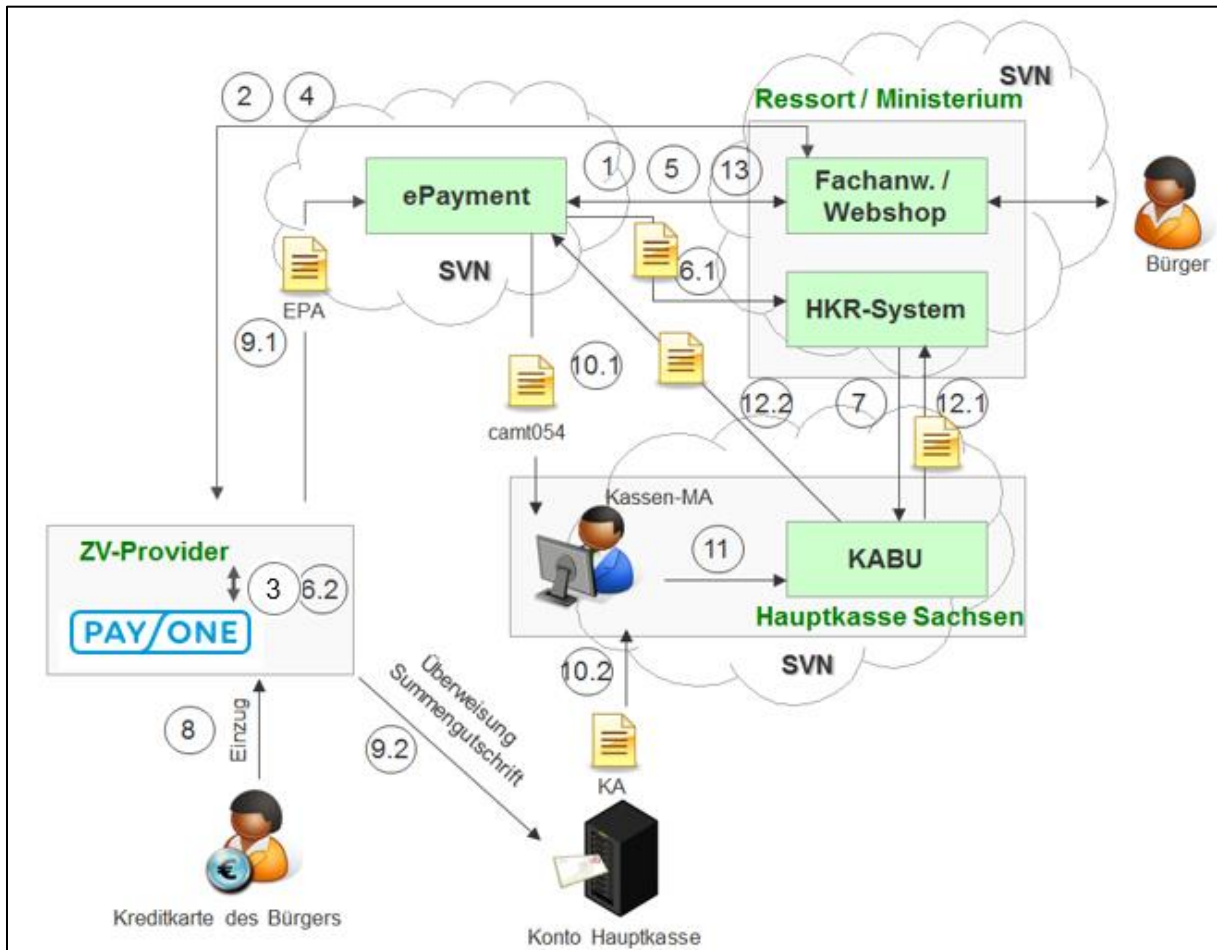 SVN
Ressort / Ministerium
2
4
1
5
13
ePayment
Fachanw. /
Webshop
SVN
6.1
Bürger
EPA
HKR-System
9.1
10.1
camt054
12.2
7
12.1
Kassen-MA
ZV-Provider
11
KABU
3
6.2
PAY/ONE
Hauptkasse Sachsen
SVN
10.2
8
Einzug
Überweisung
Summengutschrift
9.2
KA
Kreditkarte des Bürgers
Konto Hauptkasse